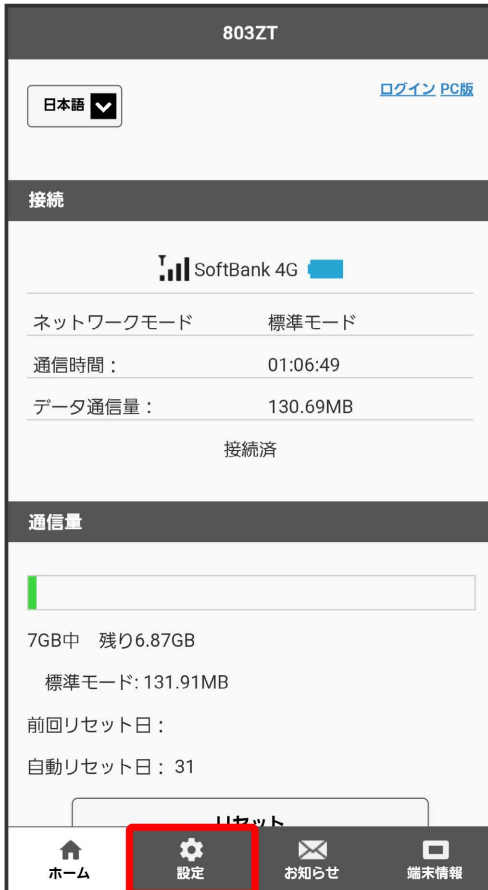 803ZT
日本語
ログイン PC版
接続
SoftBank 4G
ネットワークモード 標準モード
通信時間： 01:06:49
データ通信量： 130.69MB
接続済
通信量
7GB中 残り6.87GB
標準モード: 131.91MB
前回リセット日：
自動リセット日： 31
リセット
ホーム 設定 お知らせ 端末情報